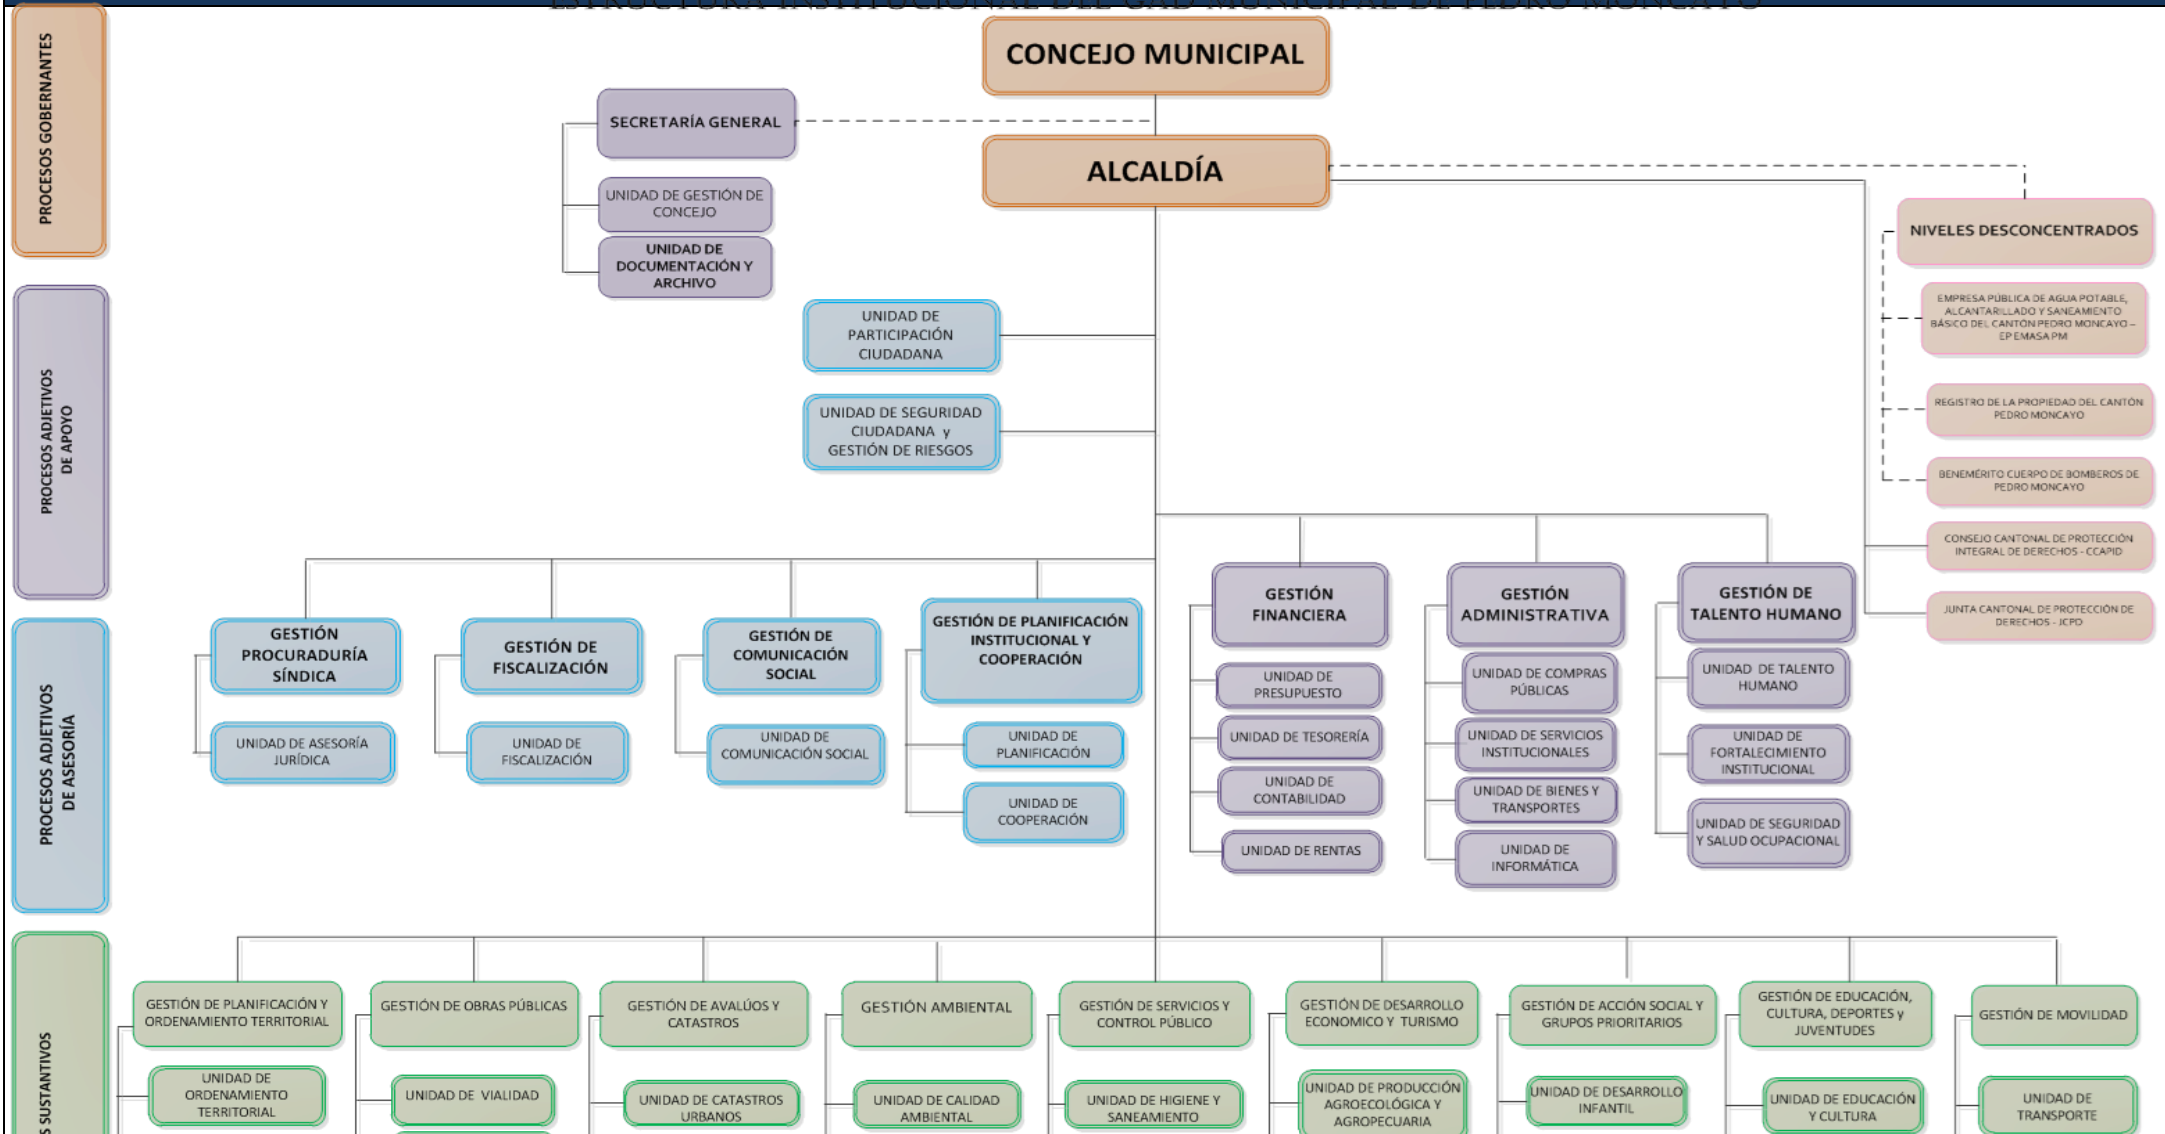 ESTRUCTURA INSTITUCIONAL DEL GAD MUNICIPAL DE PEDRO MONCAYO
PROCESOS GOBERNANTES
CONCEJO MUNICIPAL
SECRETARÍA GENERAL
ALCALDÍA
UNIDAD DE GESTIÓN DE
CONCEJO
UNIDAD DE
DOCUMENTACIÓN Y
ARCHIVO
NIVELES DESCONCENTRADOS
EMPRESA PÚBLICA DE AGUA POTABLE,
ALCANTARILLADO Y SANEAMIENTO
BÁSICO DEL CANTÓN PEDRO MONCAYO –
EP EMASA PM
REGISTRO DE LA PROPIEDAD DEL CANTÓN
PEDRO MONCAYO
BENEMÉRITO CUERPO DE BOMBEROS DE
PEDRO MONCAYO
CONSEJO CANTONAL DE PROTECCIÓN
INTEGRAL DE DERECHOS - CCAPID
JUNTA CANTONAL DE PROTECCIÓN DE
DERECHOS - JCPD
PROCESOS ADJETIVOS
DE APOYO
UNIDAD DE
PARTICIPACIÓN
CIUDADANA
UNIDAD DE SEGURIDAD
CIUDADANA y
GESTIÓN DE RIESGOS
GESTIÓN
FINANCIERA
UNIDAD DE
PRESUPUESTO
UNIDAD DE TESORERÍA
UNIDAD DE
CONTABILIDAD
UNIDAD DE RENTAS
GESTIÓN
ADMINISTRATIVA
UNIDAD DE COMPRAS
PÚBLICAS
UNIDAD DE SERVICIOS
INSTITUCIONALES
UNIDAD DE BIENES Y
TRANSPORTES
UNIDAD DE
INFORMÁTICA
GESTIÓN DE
TALENTO HUMANO
UNIDAD DE TALENTO
HUMANO
UNIDAD DE
FORTALECIMIENTO
INSTITUCIONAL
UNIDAD DE SEGURIDAD
Y SALUD OCUPACIONAL
PROCESOS ADJETIVOS
DE ASESORÍA
GESTIÓN
PROCURADURÍA
SÍNDICA
UNIDAD DE ASESORÍA
JURÍDICA
GESTIÓN DE
FISCALIZACIÓN
UNIDAD DE
FISCALIZACIÓN
GESTIÓN DE
COMUNICACIÓN
SOCIAL
UNIDAD DE
COMUNICACIÓN SOCIAL
GESTIÓN DE PLANIFICACIÓN
INSTITUCIONAL Y
COOPERACIÓN
UNIDAD DE
PLANIFICACIÓN
UNIDAD DE
COOPERACIÓN
S SUSTANTIVOS
GESTIÓN DE PLANIFICACIÓN Y
ORDENAMIENTO TERRITORIAL
UNIDAD DE
ORDENAMIENTO
TERRITORIAL
GESTIÓN DE OBRAS PÚBLICAS
UNIDAD DE VIALIDAD
GESTIÓN DE AVALÚOS Y
CATASTROS
UNIDAD DE CATASTROS
URBANOS
GESTIÓN AMBIENTAL
UNIDAD DE CALIDAD
AMBIENTAL
GESTIÓN DE SERVICIOS Y
CONTROL PÚBLICO
UNIDAD DE HIGIENE Y
SANEAMIENTO
GESTIÓN DE DESARROLLO
ECONOMICO Y TURISMO
UNIDAD DE PRODUCCIÓN
AGROECOLÓGICA Y
AGROPECUARIA
GESTIÓN DE ACCIÓN SOCIAL Y
GRUPOS PRIORITARIOS
UNIDAD DE DESARROLLO
INFANTIL
GESTIÓN DE EDUCACIÓN,
CULTURA, DEPORTES y
JUVENTUDES
UNIDAD DE EDUCACIÓN
Y CULTURA
GESTIÓN DE MOVILIDAD
UNIDAD DE
TRANSPORTE